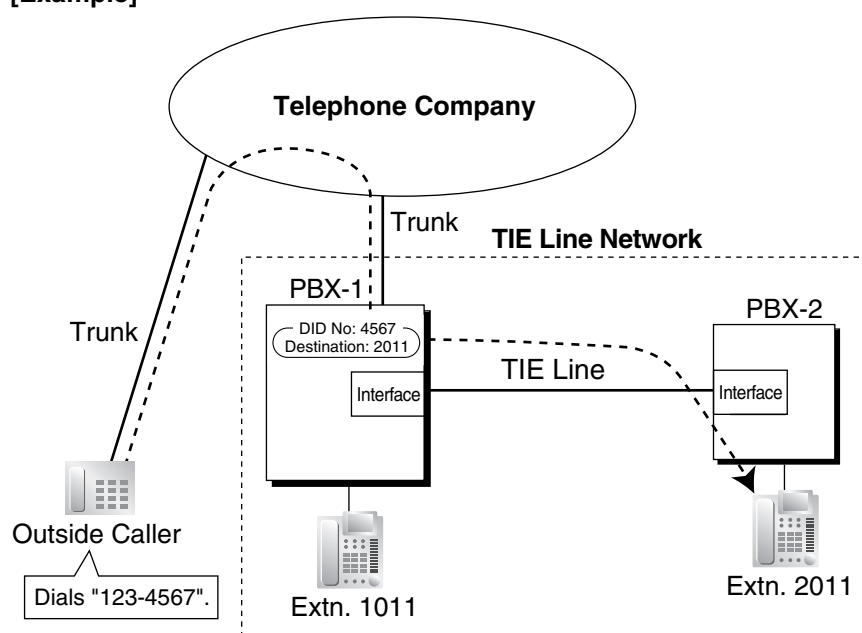 [Example]
Telephone Company
Trunk
TIE Line Network
PBX-1
PBX-2
Trunk
DID No: 4567
Destination: 2011
TIE Line
Interface
Interface
Outside Caller
Dials "123-4567".
Extn. 1011
Extn. 2011